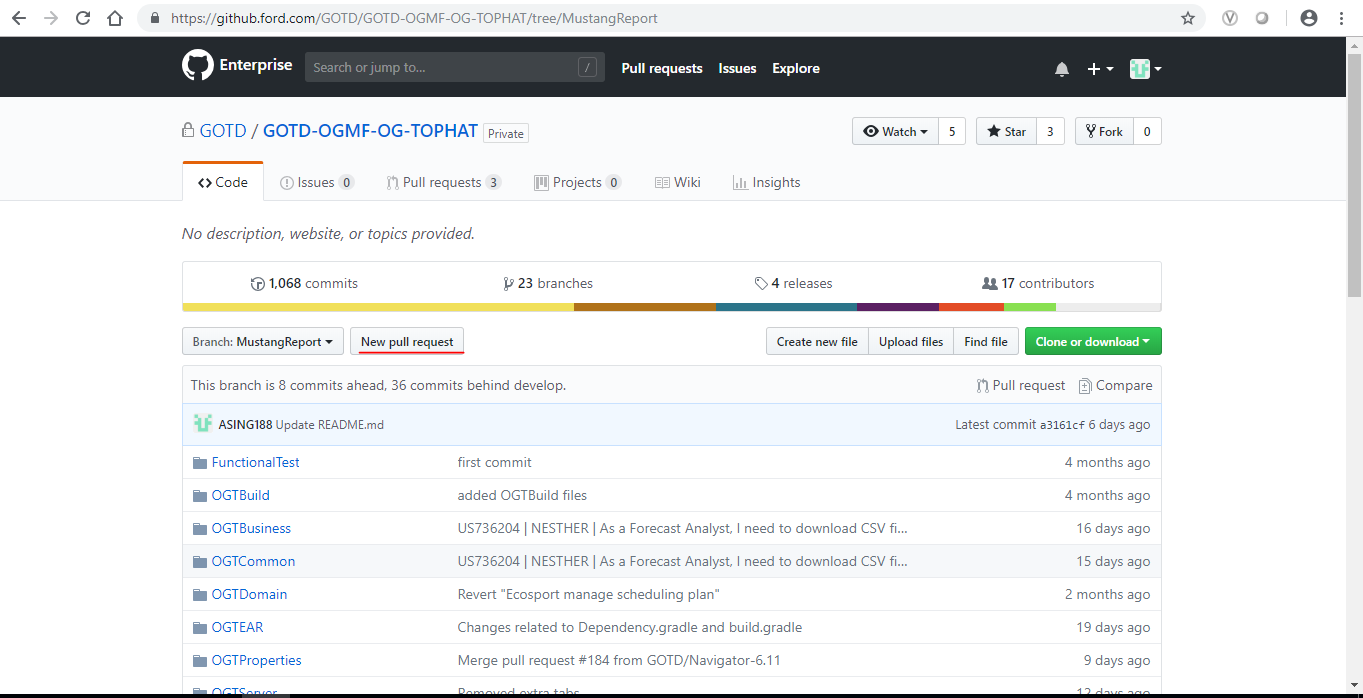 https://github.ford.com/GOTD/GOTD-OGMF-OG-TOPHAT/tree/MustangReport
Enterprise Search or jump to... / Pull requests Issues Explore
GOTD / GOTD-OGMF-OG-TOPHAT Private Watch 5 Star 3 Fork 0
Code Issues 0 Pull requests 3 Projects 0 Wiki Insights
No description, website, or topics provided.
1,068 commits 23 branches 4 releases 17 contributors
Branch: MustangReport New pull request Create new file Upload files Find file Clone or download
This branch is 8 commits ahead, 36 commits behind develop. Pull request Compare
ASING188 Update README.md Latest commit a3161cf 6 days ago
FunctionalTest first commit 4 months ago
OGTBuild added OGTBuild files 4 months ago
OGTBusiness US736204 | NESTHER | As a Forecast Analyst, I need to download CSV fi... 16 days ago
OGTCommon US736204 | NESTHER | As a Forecast Analyst, I need to download CSV fi... 15 days ago
OGTDomain Revert "Ecosport manage scheduling plan" 2 months ago
OGTEAR Changes related to Dependency.gradle and build.gradle 19 days ago
OGTProperties Merge pull request #184 from GOTD/Navigator-6.11 9 days ago
OGTServer Removed extra tabs 12 days ago